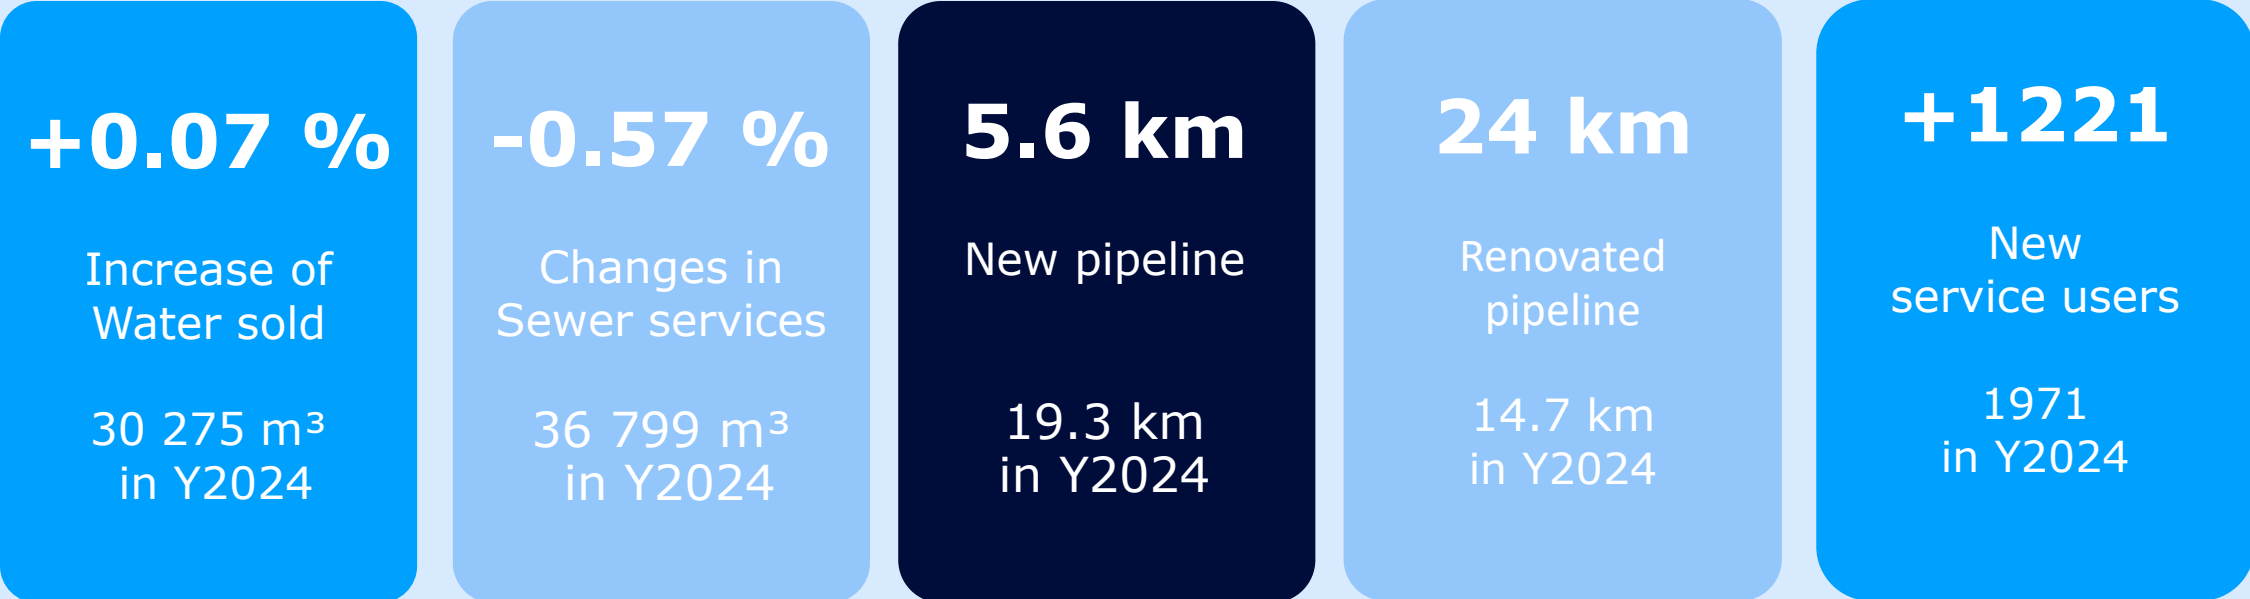 +0.07 %
Increase of
Water sold
30 275 m³
in Y2024
-0.57 %
Changes in
Sewer services
36 799 m³
in Y2024
5.6 km
New pipeline
19.3 km
in Y2024
24 km
Renovated
pipeline
14.7 km
in Y2024
+1221
New
service users
1971
in Y2024